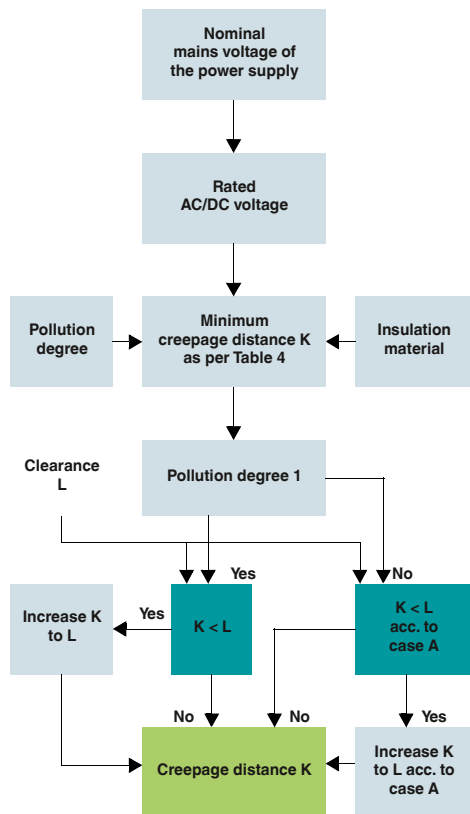 Nominal
mains voltage of
the power supply
Rated
AC/DC voltage
Pollution
degree
Minimum
creepage distance K
as per Table 4
Insulation
material
Clearance
L
Pollution degree 1
Yes
No
Increase K
to L
Yes
K < L
K < L
acc. to
case A
No
No
Yes
Creepage distance K
Increase K
to L acc. to
case A